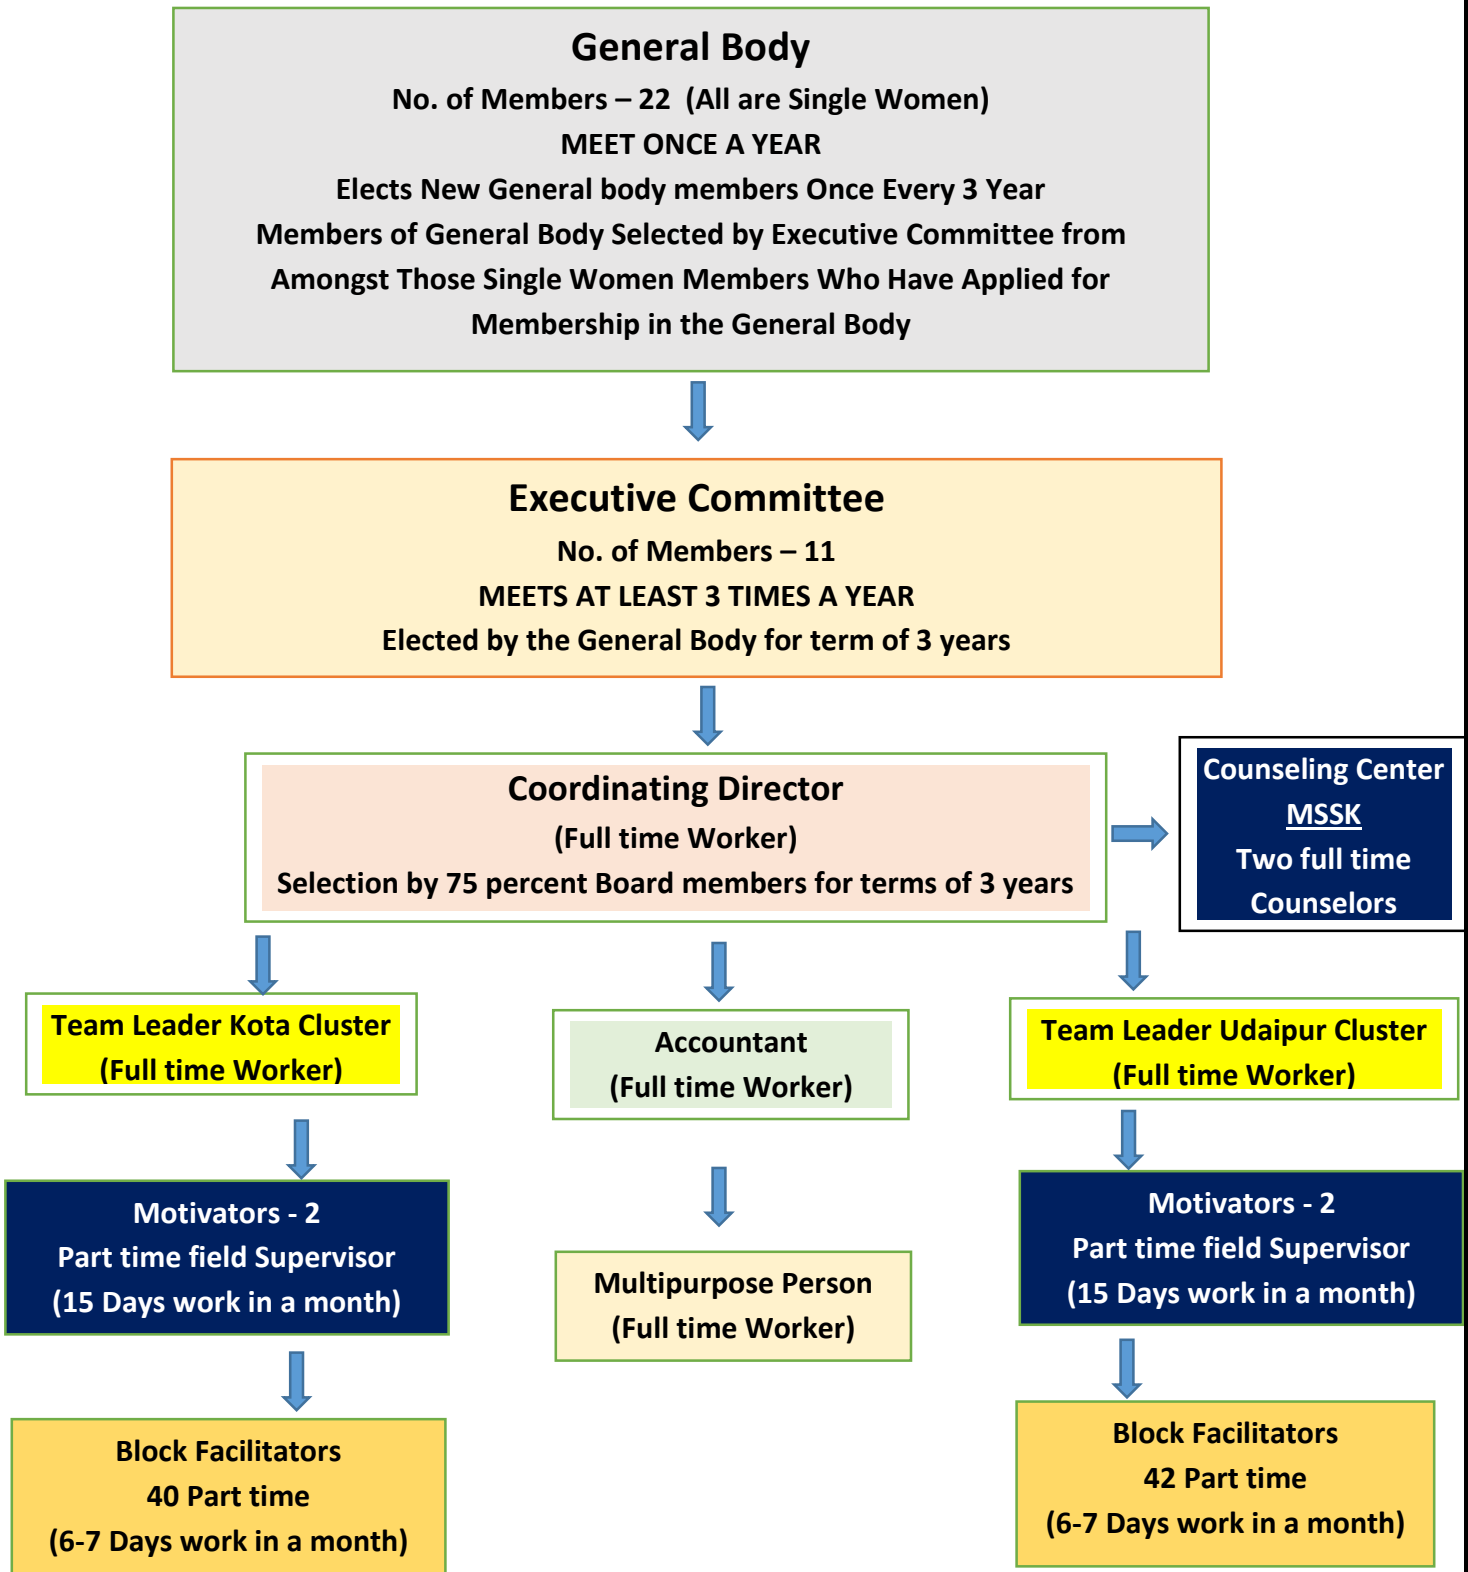 General Body
No. of Members – 22 (All are Single Women)
MEET ONCE A YEAR
Elects New General body members Once Every 3 Year
Members of General Body Selected by Executive Committee from
Amongst Those Single Women Members Who Have Applied for
Membership in the General Body
Executive Committee
No. of Members – 11
MEETS AT LEAST 3 TIMES A YEAR
Elected by the General Body for term of 3 years
Coordinating Director
(Full time Worker)
Selection by 75 percent Board members for terms of 3 years
Counseling Center
MSSK
Two full time
Counselors
Team Leader Kota Cluster
(Full time Worker)
Accountant
(Full time Worker)
Team Leader Udaipur Cluster
(Full time Worker)
Motivators - 2
Part time field Supervisor
(15 Days work in a month)
Multipurpose Person
(Full time Worker)
Motivators - 2
Part time field Supervisor
(15 Days work in a month)
Block Facilitators
40 Part time
(6-7 Days work in a month)
Block Facilitators
42 Part time
(6-7 Days work in a month)